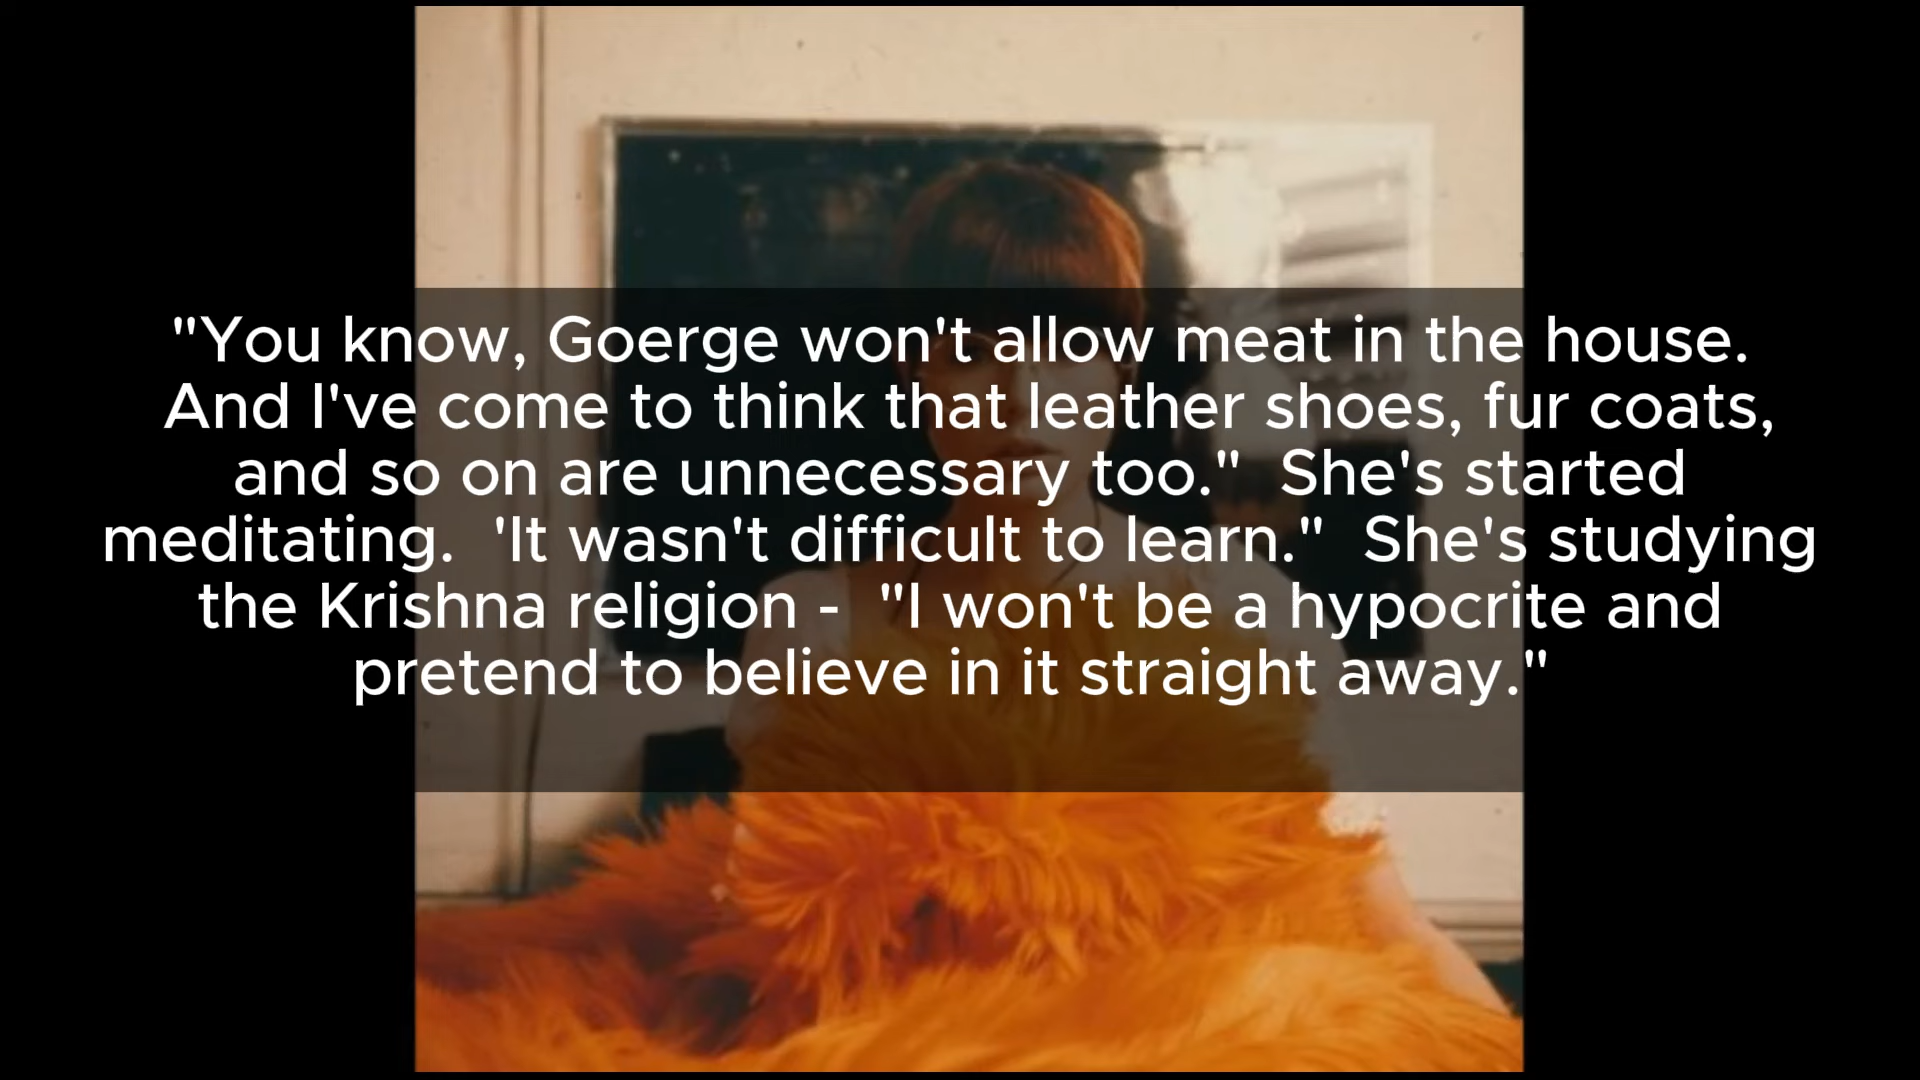 "You know, Goerge won't allow meat in the house.
And I've come to think that leather shoes, fur coats,
and so on are unnecessary too."  She's started
meditating.  'It wasn't difficult to learn."  She's studying
the Krishna religion -  "I won't be a hypocrite and
pretend to believe in it straight away."